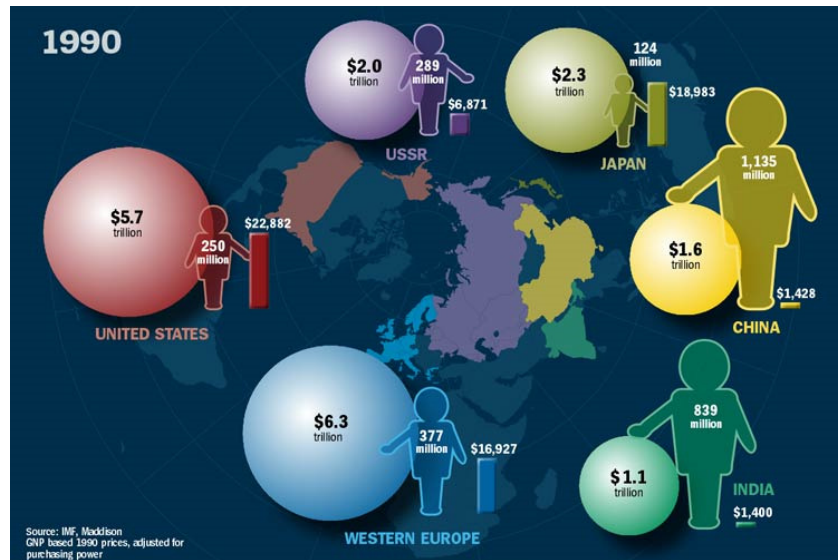 1990
$2.0
trillion
289
million
$6,871
USSR
$2.3
trillion
124
million
$18,983
JAPAN
1,135
million
$1.6
trillion
$1,428
CHINA
$5.7
trillion
250
million
$22,882
UNITED STATES
$6.3
trillion
377
million
$16,927
WESTERN EUROPE
839
million
$1.1
trillion
INDIA
$1,400
Source: IMF, Maddison
GNP based 1990 prices, adjusted for
purchasing power